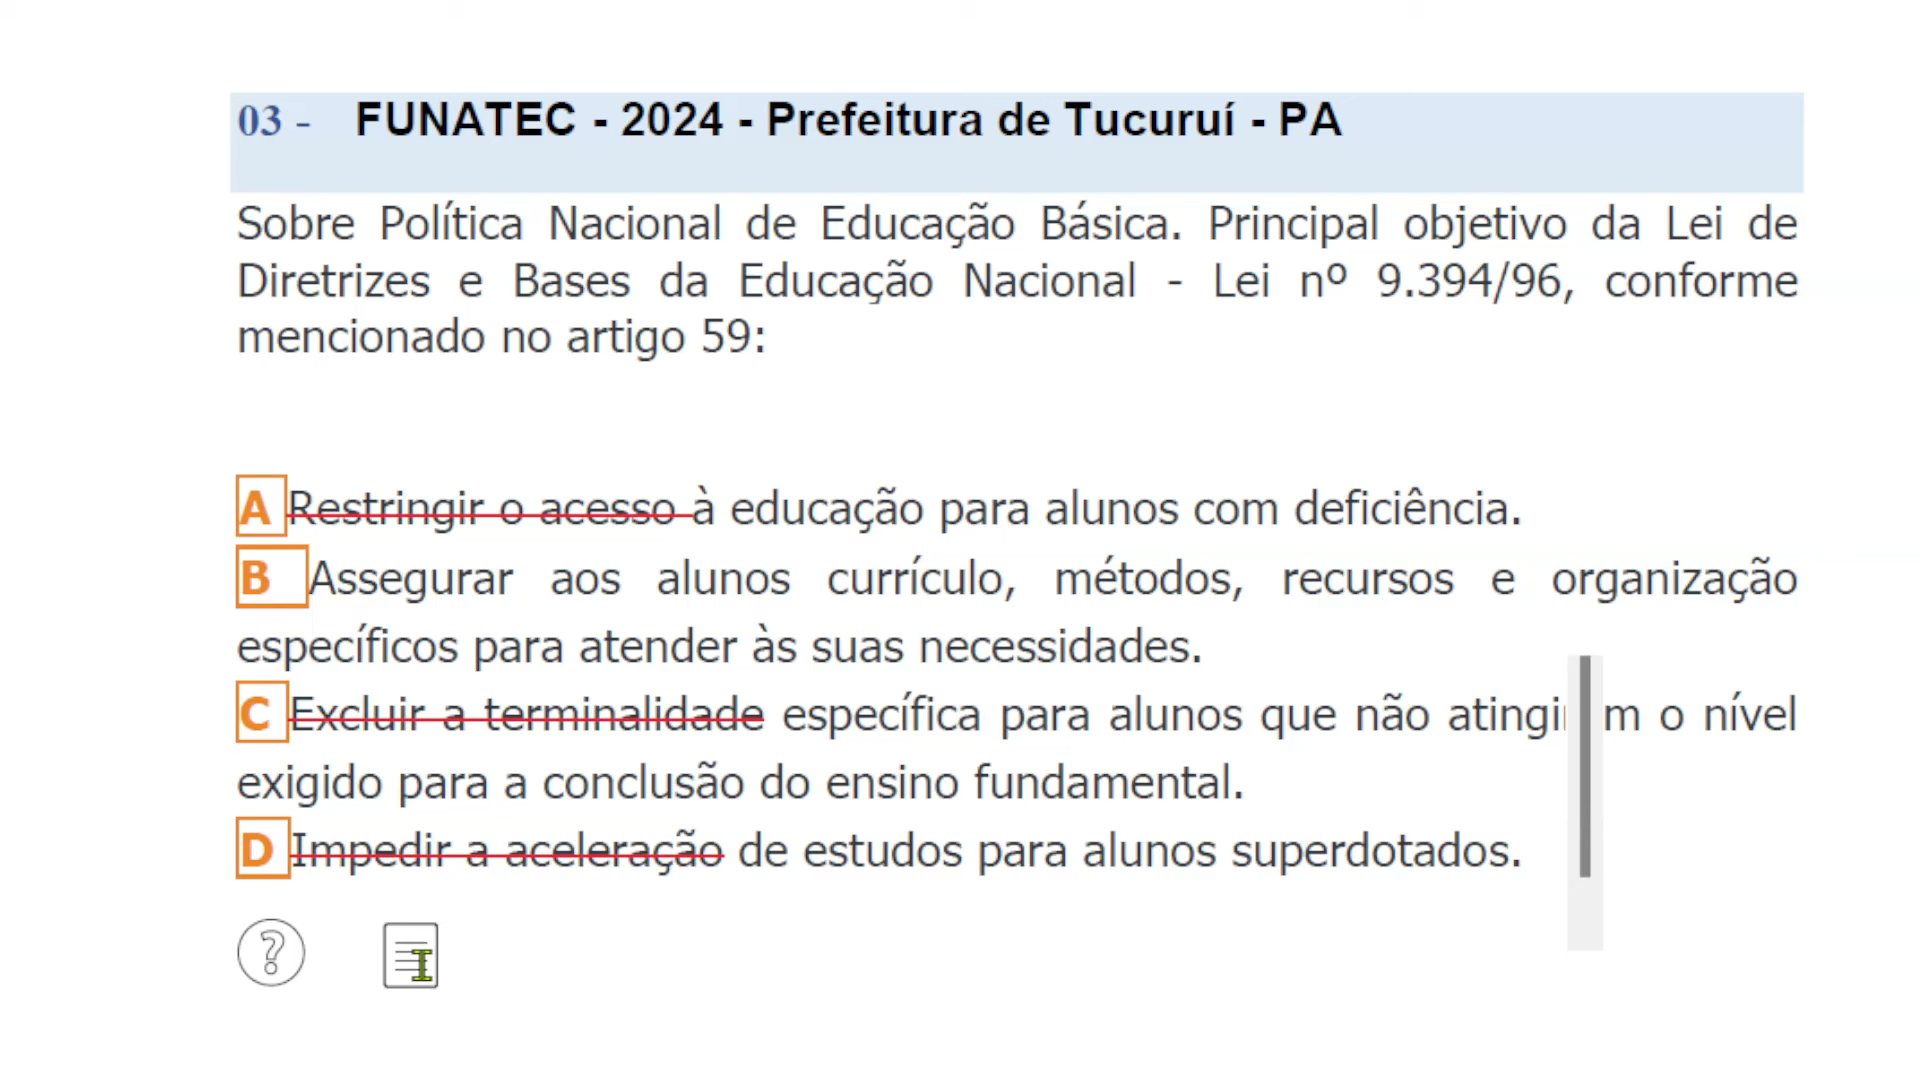 03 - FUNATEC - 2024 - Prefeitura de Tucuruí - PA
Sobre Política Nacional de Educação Básica. Principal objetivo da Lei de
Diretrizes e Bases da Educação Nacional - Lei nº 9.394/96, conforme
mencionado no artigo 59:
A Restringir o acesso à educação para alunos com deficiência.
B Assegurar aos alunos currículo, métodos, recursos e organização
específicos para atender às suas necessidades.
C Excluir a terminalidade específica para alunos que não o nível
exigido para a conclusão do ensino fundamental.
D Impedir a aceleração de estudos para alunos superdotados.
?